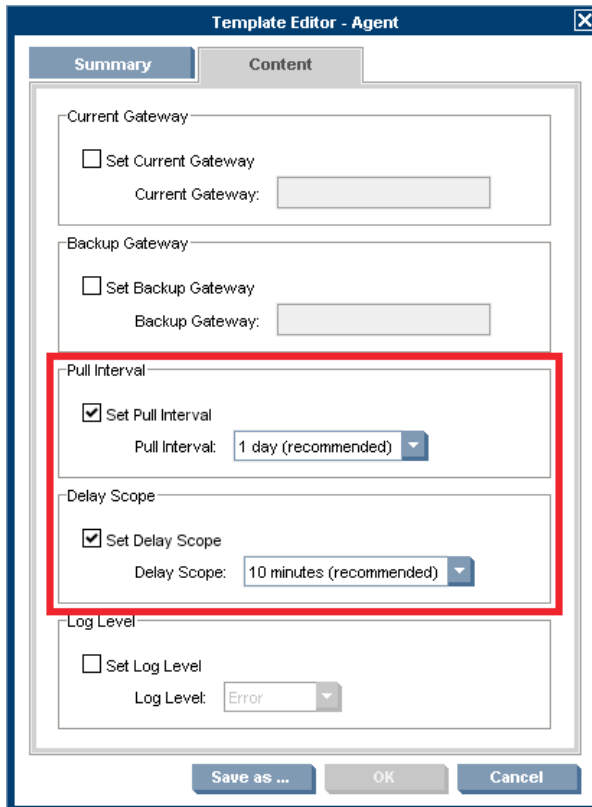 Template Editor - Agent
Summary Content
Current Gateway
Set Current Gateway
Current Gateway:
Backup Gateway
Set Backup Gateway
Backup Gateway:
Pull Interval
Set Pull Interval
Pull Interval: 1 day (recommended)
Delay Scope
Set Delay Scope
Delay Scope: 10 minutes (recommended)
Log Level
Set Log Level
Log Level: Error
Save as ... OK Cancel